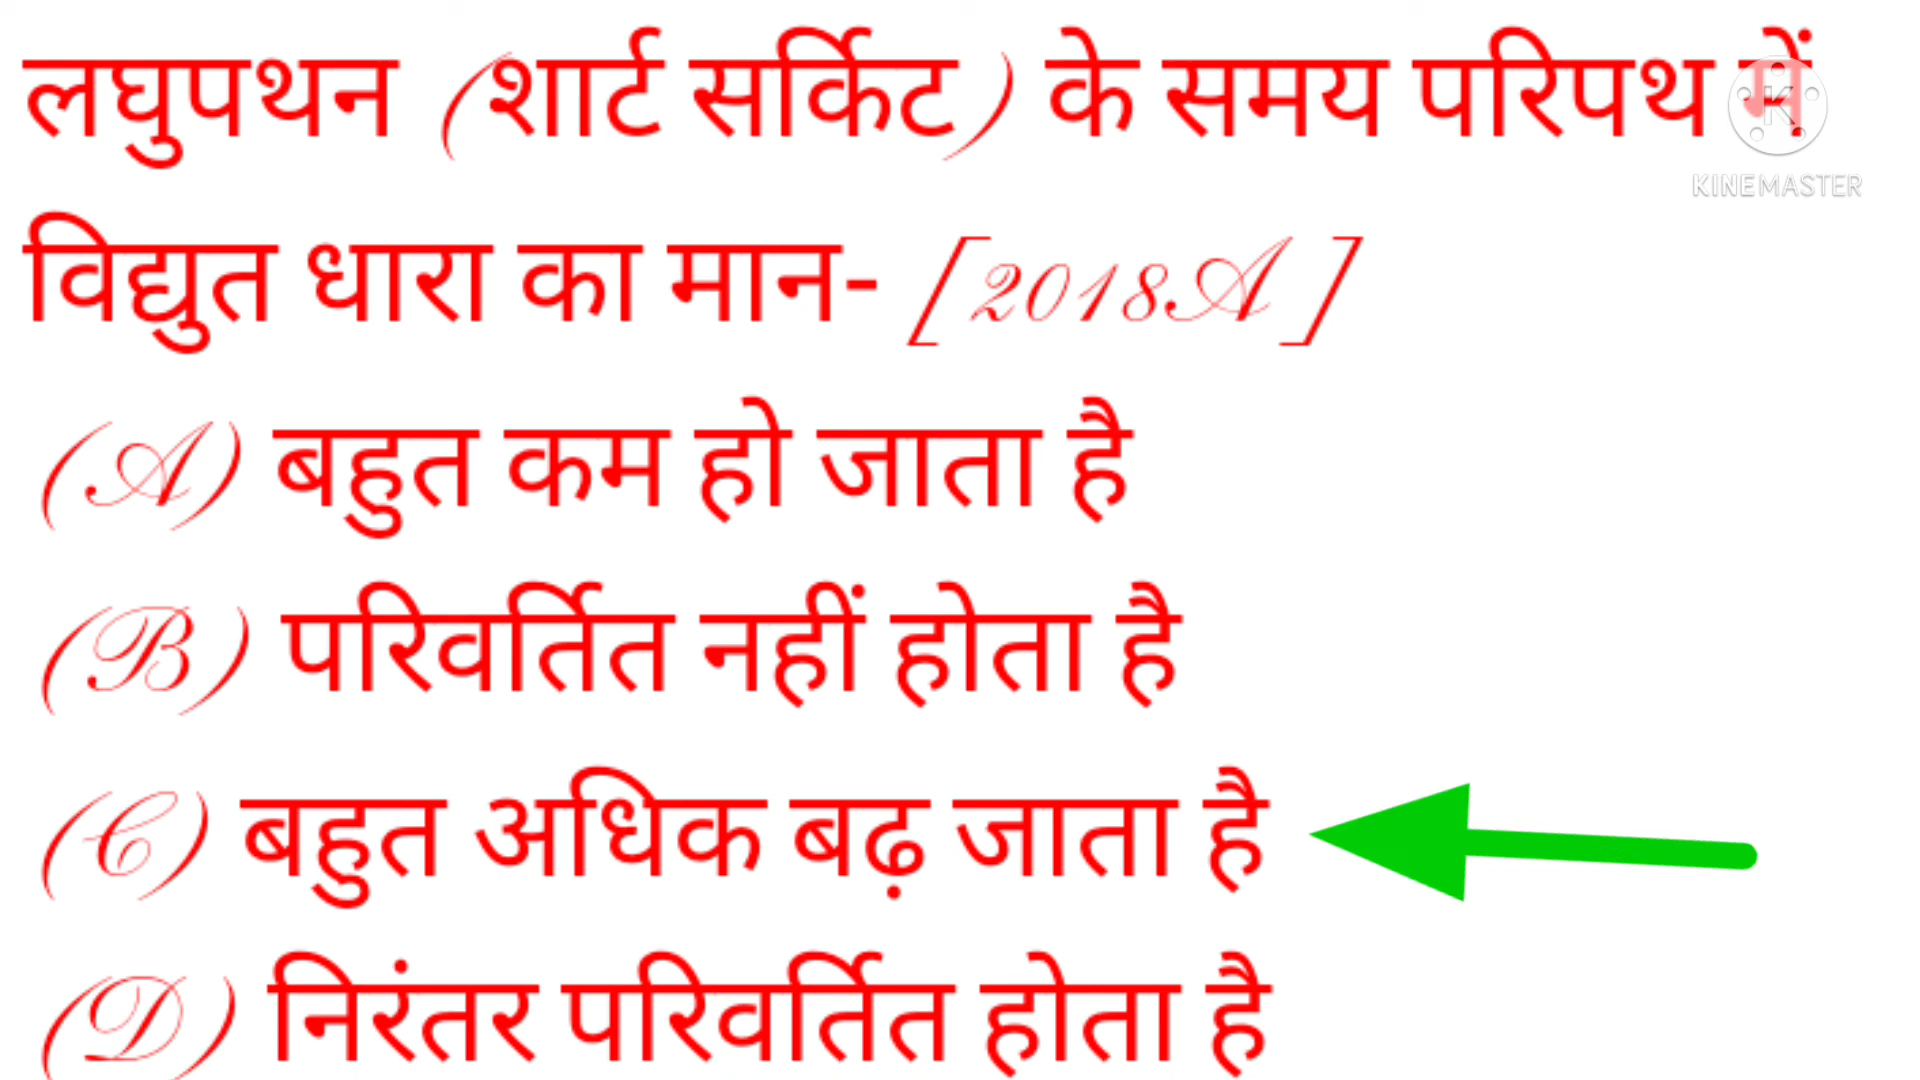 लघुपथन (शार्ट सर्किट) के समय परिपथ में
KINEMASTER
विद्युत धारा का मान- [2018A]
(A) बहुत कम हो जाता है
(B) परिवर्तित नहीं होता है
(C) बहुत अधिक बढ़ जाता है
(D) निरंतर परिवर्तित होता है